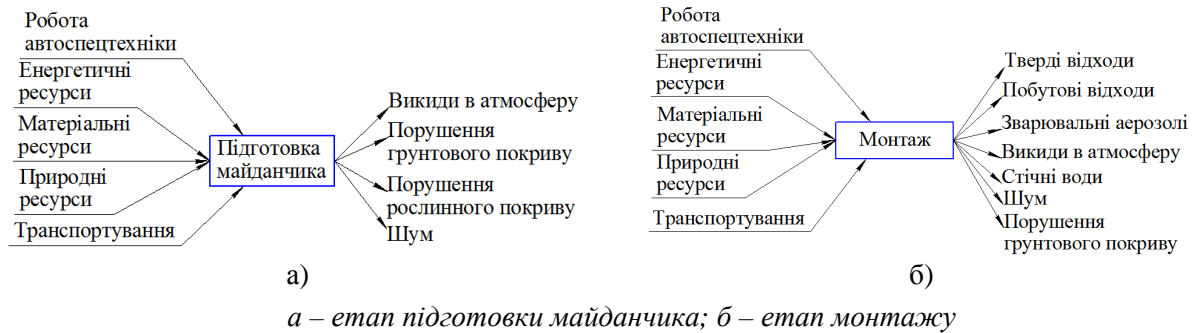 Робота
автоспецтехніки
Енергетичні
ресурси
Матеріальні
ресурси
Природні
ресурси
Транспортування
Підготовка
майданчика
Викиди в атмосферу
Порушення
грунтового покриву
Порушення
рослинного покриву
Шум
а)
Робота
автоспецтехніки
Енергетичні
ресурси
Матеріальні
ресурси
Природні
ресурси
Транспортування
Монтаж
Тверді відходи
Побутові відходи
Зварювальні аерозолі
Викиди в атмосферу
Стічні води
Шум
Порушення
грунтового покриву
б)
а – етап підготовки майданчика; б – етап монтажу